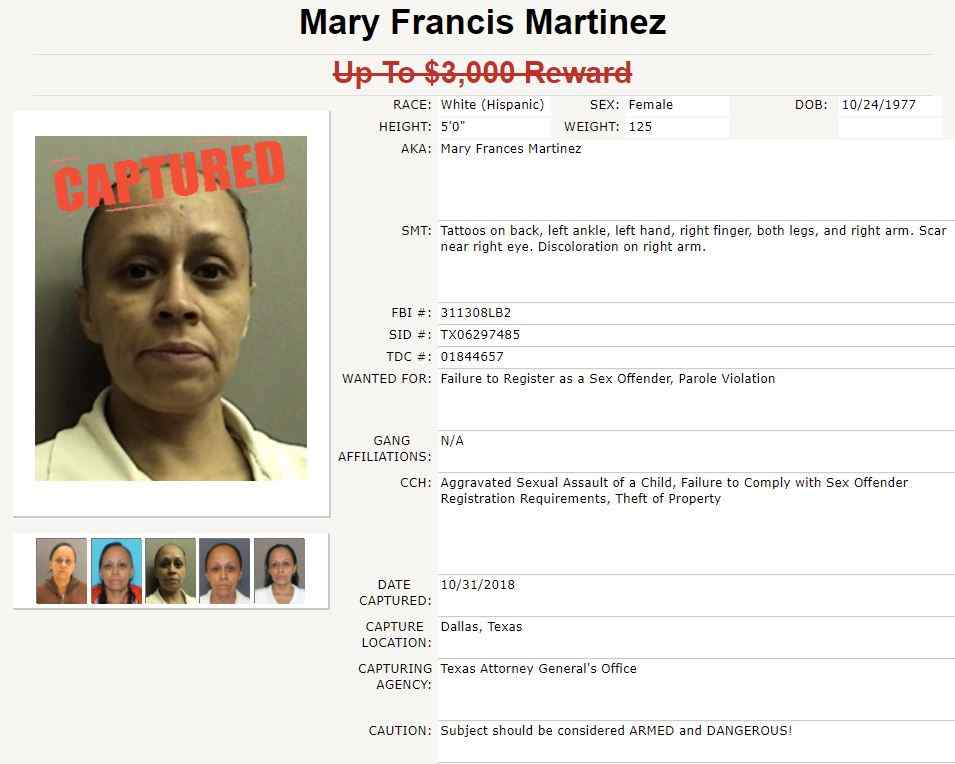 Mary Francis Martinez
Up To $3,000 Reward
RACE: White (Hispanic) SEX: Female DOB: 10/24/1977
HEIGHT: 5'0" WEIGHT: 125
AKA: Mary Frances Martinez
CAPTURED
SMT: Tattoos on back, left ankle, left hand, right finger, both legs, and right arm. Scar
near right eye. Discoloration on right arm.
FBI #: 311308LB2
SID #: TX06297485
TDC #: 01844657
WANTED FOR: Failure to Register as a Sex Offender, Parole Violation
GANG AFFILIATIONS: N/A
CCH: Aggravated Sexual Assault of a Child, Failure to Comply with Sex Offender
Registration Requirements, Theft of Property
DATE CAPTURED: 10/31/2018
CAPTURE LOCATION: Dallas, Texas
CAPTURING AGENCY: Texas Attorney General's Office
CAUTION: Subject should be considered ARMED and DANGEROUS!